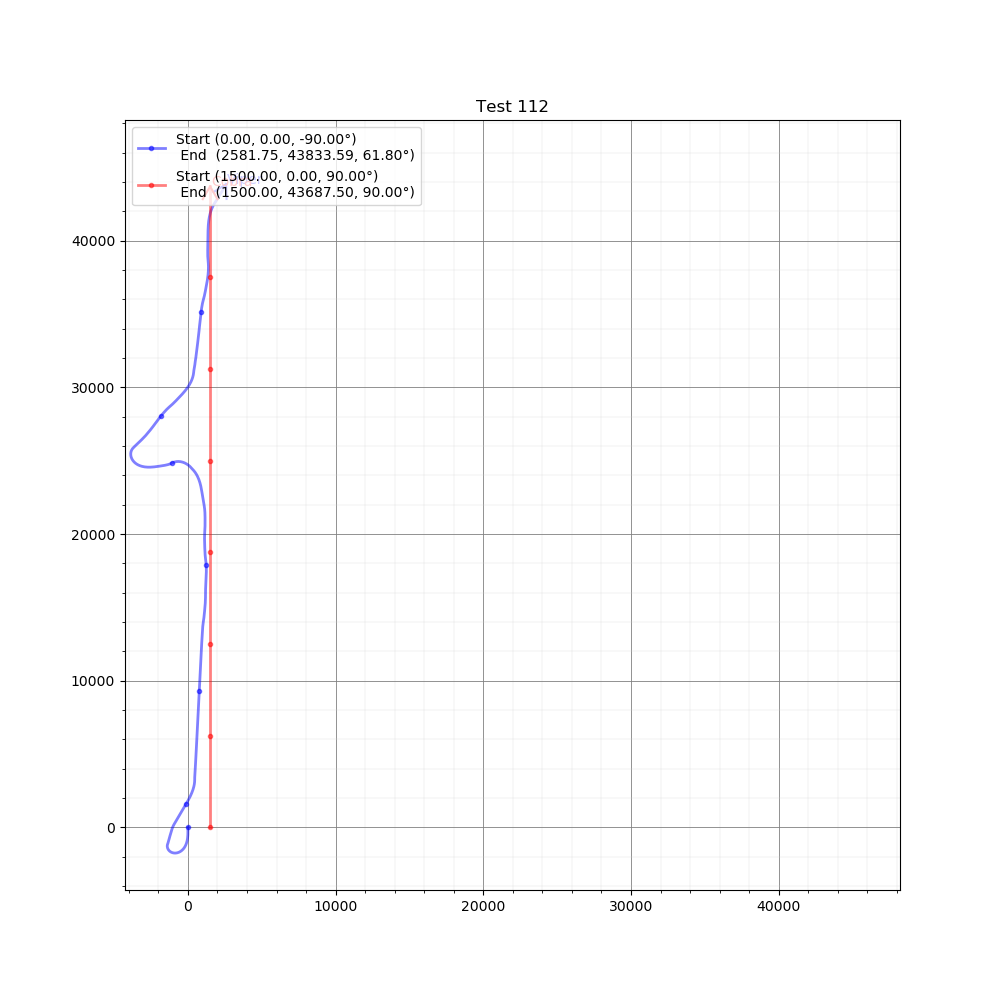 Test 112
Start (0.00, 0.00, -90.00°)
End  (2581.75, 43833.59, 61.80°)
Start (1500.00, 0.00, 90.00°)
End  (1500.00, 43687.50, 90.00°)
40000
30000
20000
10000
0
0 10000 20000 30000 40000